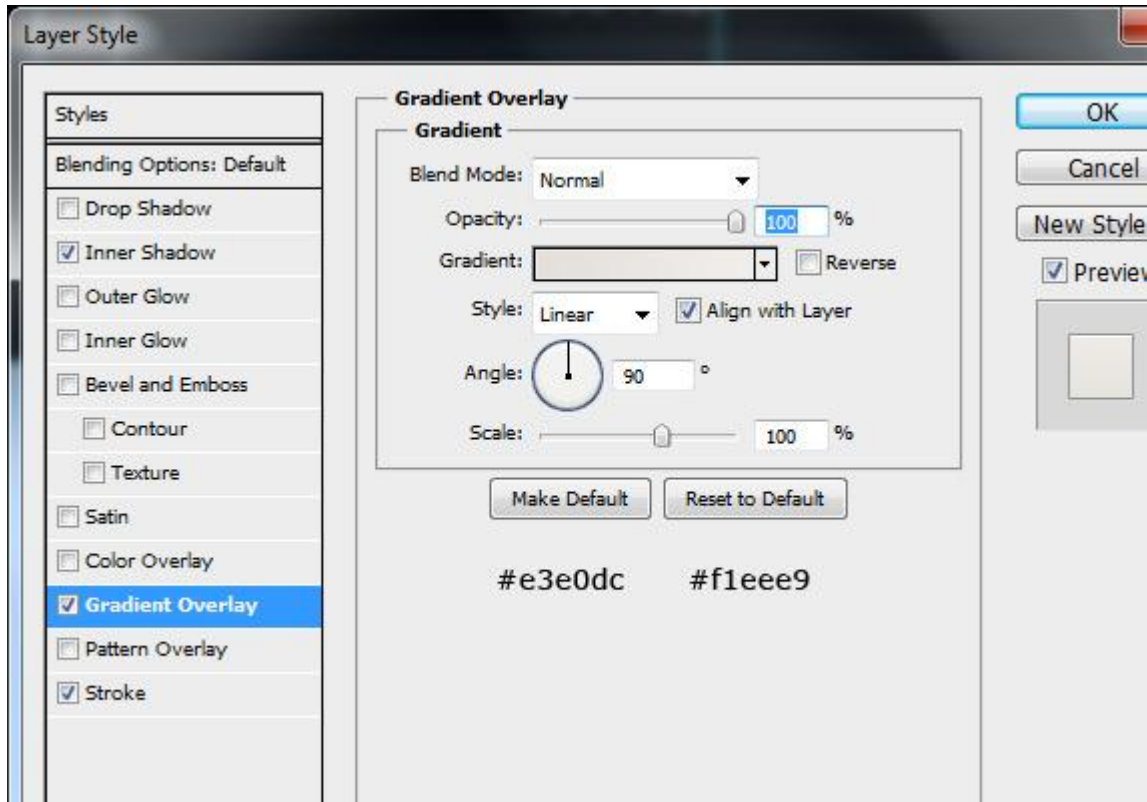 Layer Style
Styles
Blending Options: Default
Drop Shadow
Inner Shadow
Outer Glow
Inner Glow
Bevel and Emboss
Contour
Texture
Satin
Color Overlay
Gradient Overlay
Pattern Overlay
Stroke
Gradient Overlay
Gradient
Blend Mode: Normal
Opacity: 100 %
Gradient: Reverse
Style: Linear Align with Layer
Angle: 90 °
Scale: 100 %
Make Default Reset to Default
#e3e0dc #f1eee9
OK
Cancel
New Style
Preview